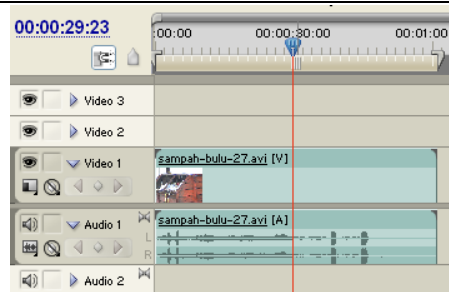 00:00:29:23
:00:00 00:00:30:00 00:01:00
Video 3
Video 2
Video 1
sampah-bulu-27.avi [V]
Audio 1
sampah-bulu-27.avi [A]
L
R
Audio 2